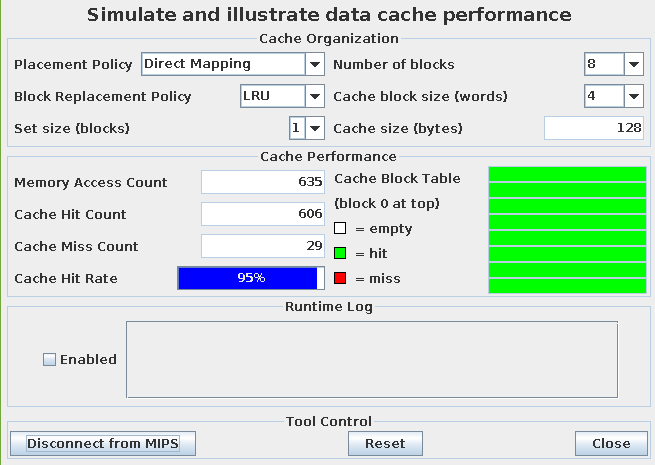 Simulate and illustrate data cache performance
Cache Organization
Placement Policy Direct Mapping Number of blocks 8
Block Replacement Policy LRU Cache block size (words) 4
Set size (blocks) 1 Cache size (bytes) 128
Cache Performance
Memory Access Count 635 Cache Block Table
(block 0 at top)
Cache Hit Count 606
= empty
Cache Miss Count 29
= hit
Cache Hit Rate 95% = miss
Runtime Log
Enabled
Tool Control
Disconnect from MIPS Reset Close